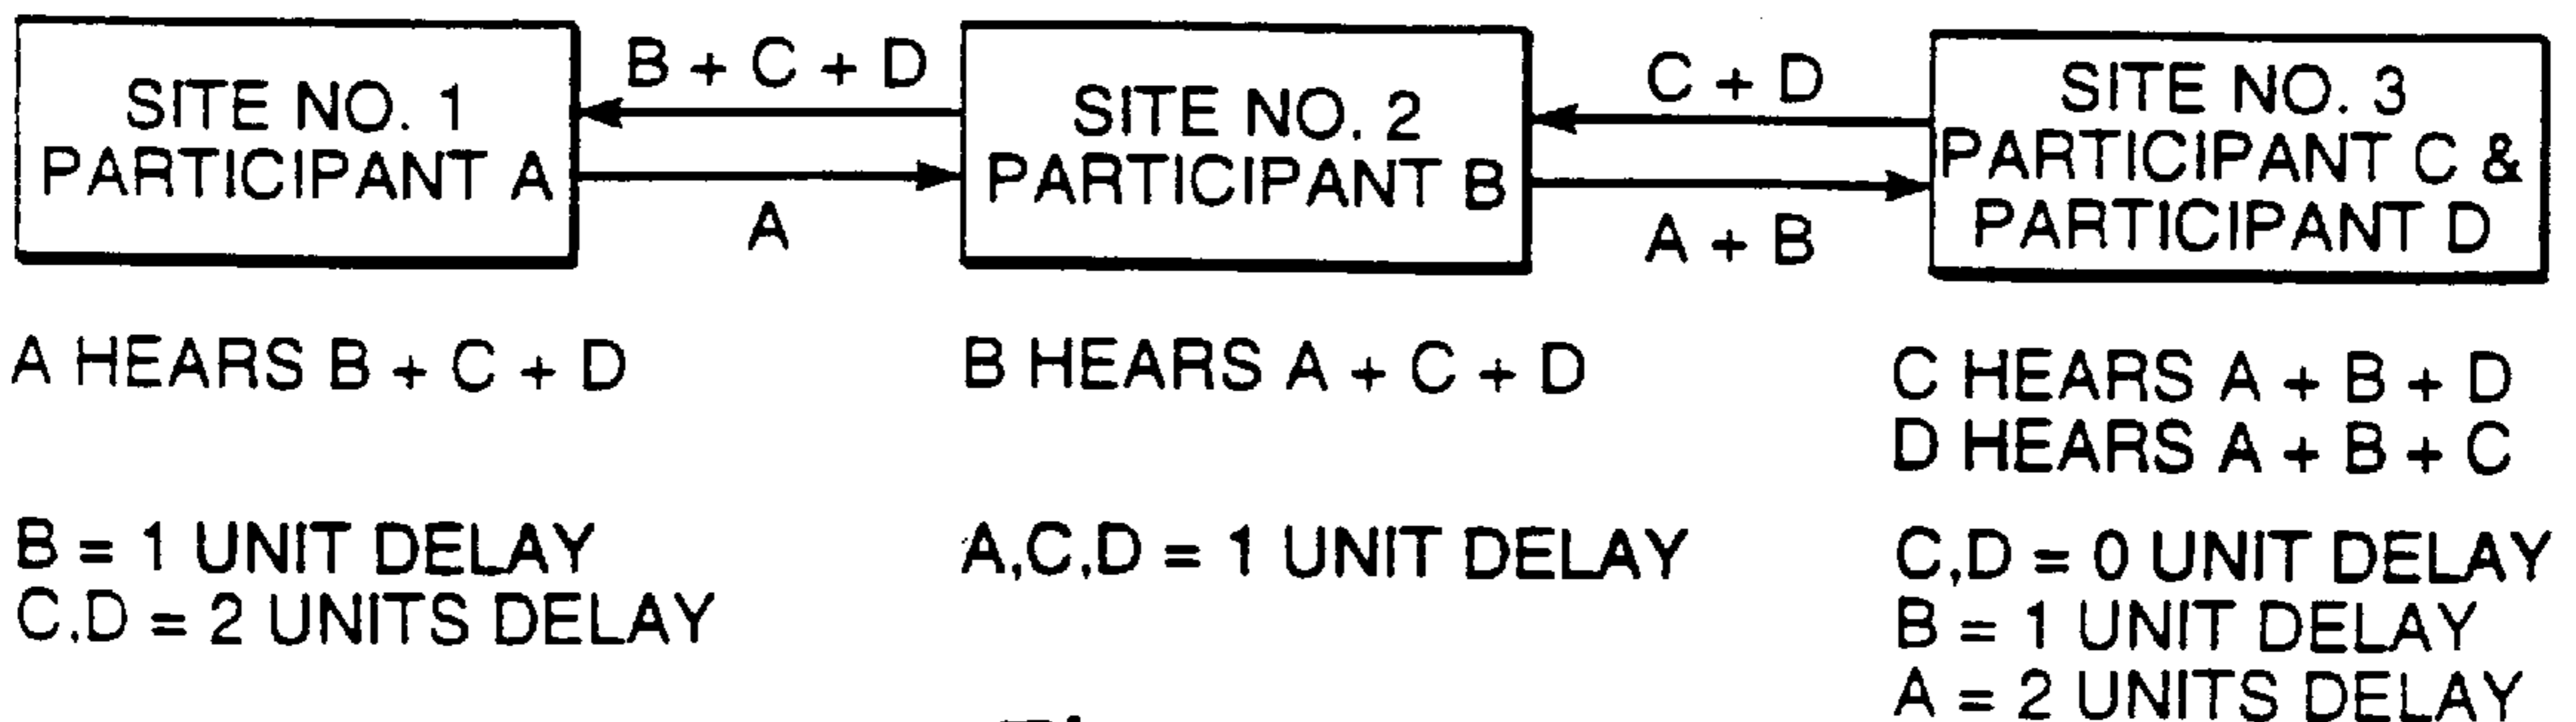 SITE NO. 1
PARTICIPANT A
B + C + D
A
SITE NO. 2
PARTICIPANT B
C + D
A + B
SITE NO. 3
PARTICIPANT C &
PARTICIPANT D
A HEARS B + C + D
B = 1 UNIT DELAY
C,D = 2 UNITS DELAY
B HEARS A + C + D
A,C,D = 1 UNIT DELAY
C HEARS A + B + D
D HEARS A + B + C
C,D = 0 UNIT DELAY
B = 1 UNIT DELAY
A = 2 UNITS DELAY